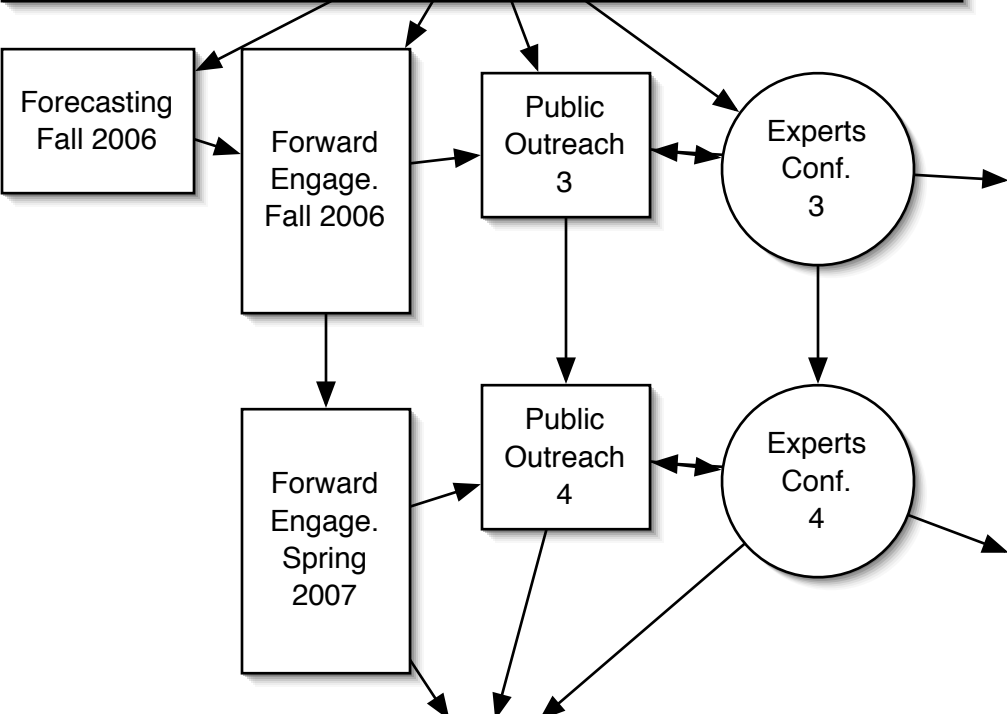 Forecasting
Fall 2006
Forward
Engage.
Fall 2006
Public
Outreach
3
Experts
Conf.
3
Forward
Engage.
Spring
2007
Public
Outreach
4
Experts
Conf.
4